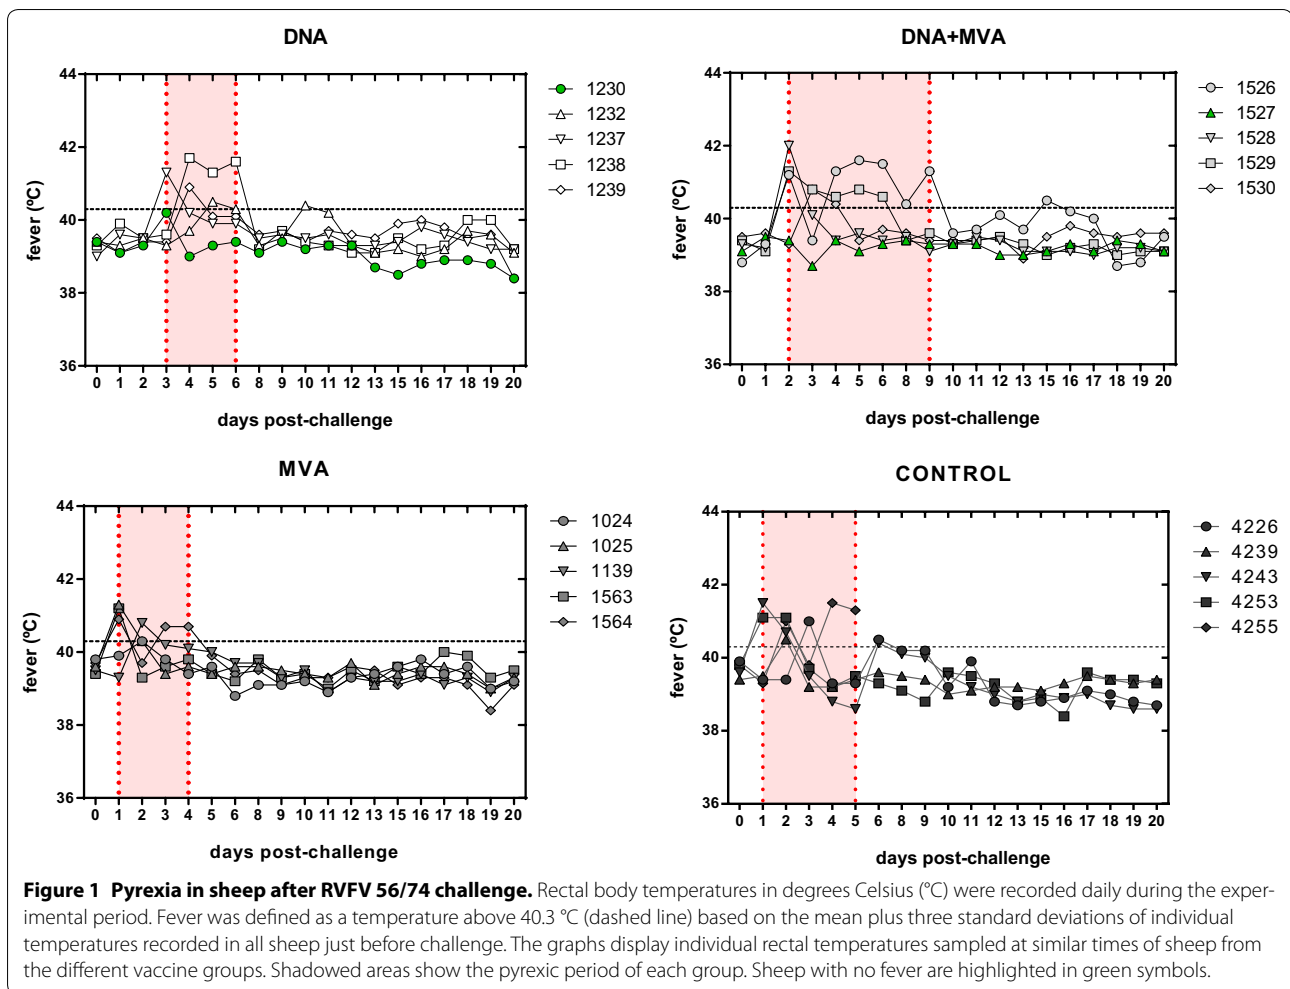 DNA
44
42
40
38
36
fever (ºC)
0 1 2 3 4 5 6 8 9 10 11 12 13 15 16 18 19 20
days post-challenge
1230
1232
1237
1238
1239
DNA+MVA
44
42
40
38
36
fever (ºC)
0 1 2 3 4 5 6 8 9 10 11 12 13 15 16 17 18 19 20
days post-challenge
1526
1527
1528
1529
1530
MVA
44
42
40
38
36
fever (ºC)
0 1 2 3 4 5 6 8 9 10 11 12 13 15 16 17 18 19 20
days post-challenge
1024
1025
1139
1563
1564
CONTROL
44
42
40
38
36
fever (ºC)
0 1 2 3 4 5 6 8 9 10 11 12 13 15 16 17 18 19 20
days post-challenge
4226
4239
4243
4253
4255
Figure 1 Pyrexia in sheep after RVFV 56/74 challenge. Rectal body temperatures in degrees Celsius (°C) were recorded daily during the exper-
imental period. Fever was defined as a temperature above 40.3 °C (dashed line) based on the mean plus three standard deviations of individual
temperatures recorded in all sheep just before challenge. The graphs display individual rectal temperatures sampled at similar times of sheep from
the different vaccine groups. Shadowed areas show the pyrexic period of each group. Sheep with no fever are highlighted in green symbols.